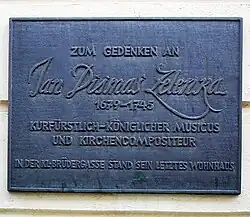 ZUM GEDENKEN AN
Jan Dismas Zelenka
1679-1745
KURFÜRSTLICH-KÖNIGLICHER MUSICUS
UND KIRCHENCOMPOSITEUR
IN DER KL. BRÜDERGASSE STAND SEIN LETZTES WOHNHAUS